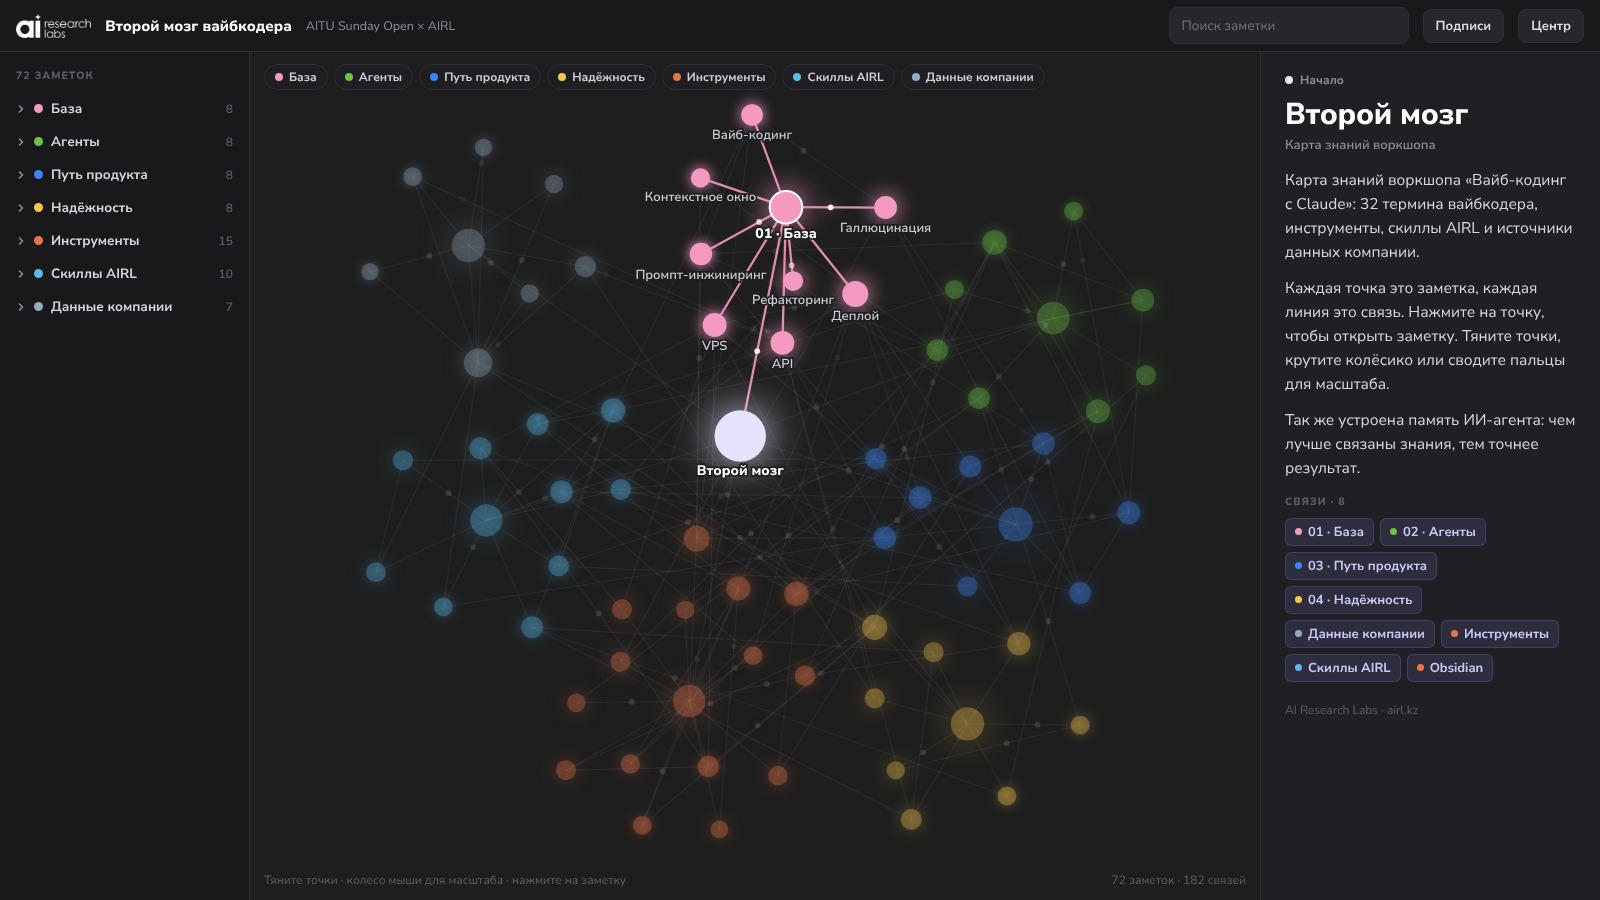 ai research labs
Второй мозг вайбкодера
AITU Sunday Open × AIRL
Поиск заметки
Подписи
Центр
72 ЗАМЕТОК
База 8
Агенты 8
Путь продукта 8
Надёжность 8
Инструменты 15
Скиллы AIRL 10
Данные компании 7
База
Агенты
Путь продукта
Надёжность
Инструменты
Скиллы AIRL
Данные компании
Вайб-кодинг
Контекстное окно
01 · База
Галлюцинация
Промпт-инжиниринг
Рефакторинг
Деплой
VPS
API
Второй мозг
Тяните точки · колесо мыши для масштаба · нажмите на заметку
72 заметок · 182 связей
Начало
Второй мозг
Карта знаний воркшопа
Карта знаний воркшопа «Вайб-кодинг
с Claude»: 32 термина вайбкодера,
инструменты, скиллы AIRL и источники
данных компании.
Каждая точка это заметка, каждая
линия это связь. Нажмите на точку,
чтобы открыть заметку. Тяните точки,
крутите колёсико или сводите пальцы
для масштаба.
Так же устроена память ИИ-агента: чем
лучше связаны знания, тем точнее
результат.
СВЯЗИ · 8
01 · База
02 · Агенты
03 · Путь продукта
04 · Надёжность
Данные компании
Инструменты
Скиллы AIRL
Obsidian
AI Research Labs · airl.kz